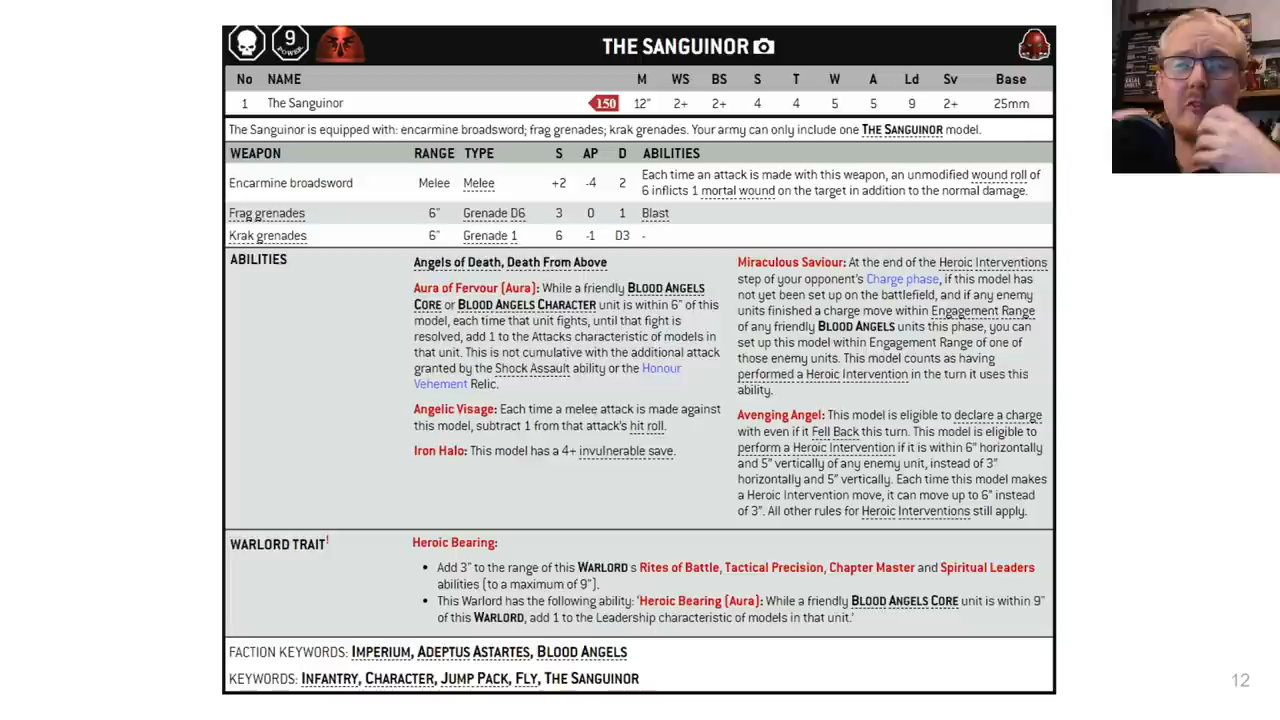 9
POWER
THE SANGUINOR
No NAME M WS BS S T W A Ld Sv Base
1 The Sanguinor 150 12" 2+ 2+ 4 4 5 5 9 2+ 25mm
The Sanguinor is equipped with: encarmine broadsword; frag grenades; krak grenades. Your army can only include one THE SANGUINOR model.
WEAPON RANGE TYPE S AP D ABILITIES
Encarmine broadsword Melee Melee +2 -4 2 Each time an attack is made with this weapon, an unmodified wound roll of
6 inflicts 1 mortal wound on the target in addition to the normal damage.
Frag grenades 6" Grenade D6 3 0 1 Blast
Krak grenades 6" Grenade 1 6 -1 D3 -
ABILITIES
Angels of Death, Death From Above
Aura of Fervour (Aura): While a friendly BLOOD ANGELS
CORE or BLOOD ANGELS CHARACTER unit is within 6" of this
model, each time that unit fights, until that fight is
resolved, add 1 to the Attacks characteristic of models in
that unit. This is not cumulative with the additional attack
granted by the Shock Assault ability or the Honour
Vehement Relic.
Angelic Visage: Each time a melee attack is made against
this model, subtract 1 from that attack's hit roll.
Iron Halo: This model has a 4+ invulnerable save.
Miraculous Saviour: At the end of the Heroic Interventions
step of your opponent's Charge phase, if this model has
not yet been set up on the battlefield, and if any enemy
units finished a charge move within Engagement Range
of any friendly BLOOD ANGELS units this phase, you can
set up this model within Engagement Range of one of
those enemy units. This model counts as having
performed a Heroic Intervention in the turn it uses this
ability.
Avenging Angel: This model is eligible to declare a charge
with even if it Fell Back this turn. This model is eligible to
perform a Heroic Intervention if it is within 6" horizontally
and 5" vertically of any enemy unit, instead of 3"
horizontally and 5" vertically. Each time this model makes
a Heroic Intervention move, it can move up to 6" instead
of 3". All other rules for Heroic Interventions still apply.
WARLORD TRAIT!
Heroic Bearing:
• Add 3" to the range of this WARLORD s Rites of Battle, Tactical Precision, Chapter Master and Spiritual Leaders
abilities (to a maximum of 9").
• This Warlord has the following ability: 'Heroic Bearing (Aura): While a friendly BLOOD ANGELS CORE unit is within 9"
of this WARLORD, add 1 to the Leadership characteristic of models in that unit.'
FACTION KEYWORDS: IMPERIUM, ADEPTUS ASTARTES, BLOOD ANGELS
KEYWORDS: INFANTRY, CHARACTER, JUMP PACK, FLY, THE SANGUINOR
12